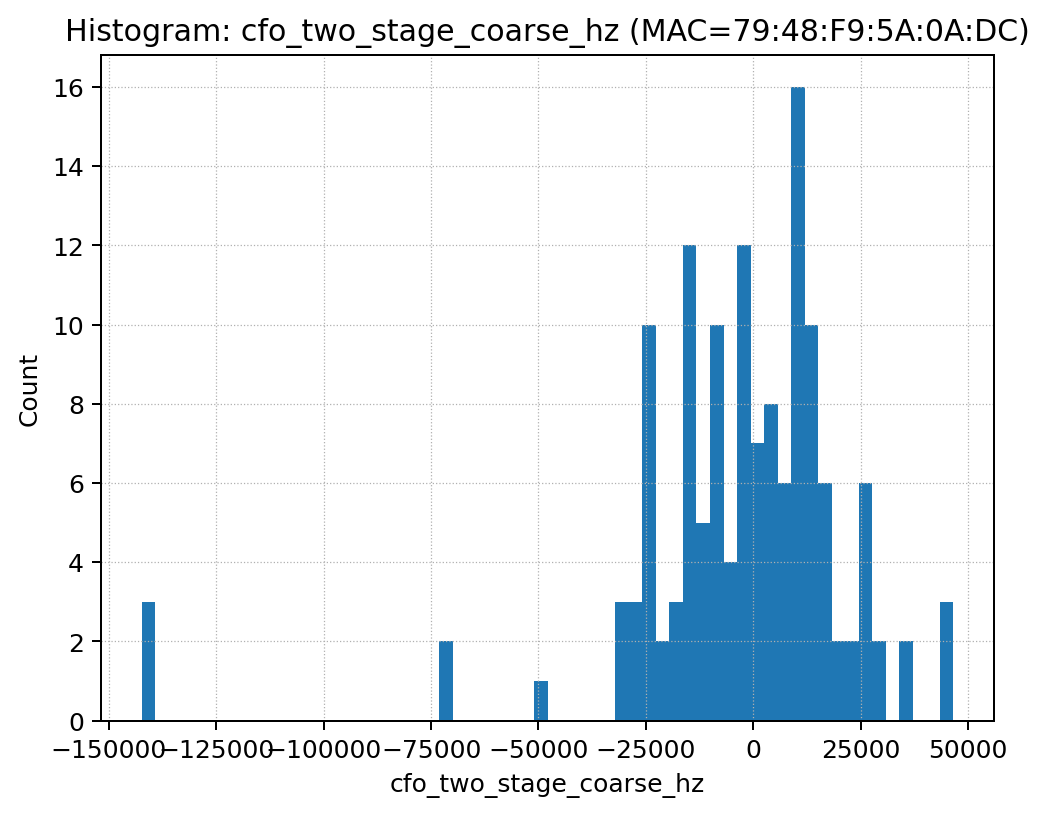 Histogram: cfo_two_stage_coarse_hz (MAC=79:48:F9:5A:0A:DC)
16
14
12
10
8
6
4
2
0
Count
−150000 −125000 −100000 −75000 −50000 −25000 0 25000 50000
cfo_two_stage_coarse_hz